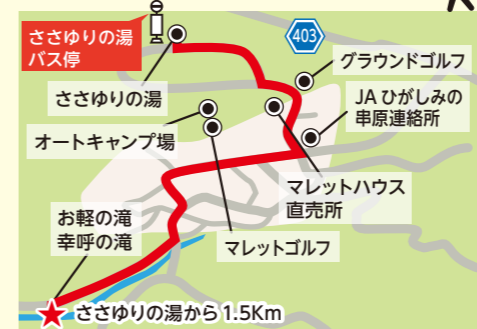 ささゆりの湯
バス停
403
グラウンドゴルフ
ささゆりの湯
JA ひがしみの
串原連絡所
オートキャンプ場
マレットハウス
直売所
お軽の滝
幸呼の滝
マレットゴルフ
ささゆりの湯から1.5Km